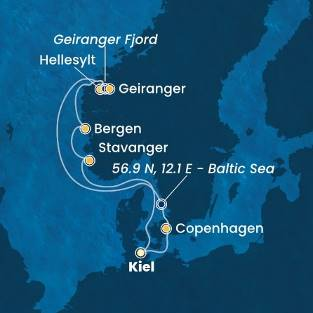 Geiranger Fjord
Hellesylt
Geiranger
Bergen
Stavanger
56.9 N, 12.1 E - Baltic Sea
Copenhagen
Kiel